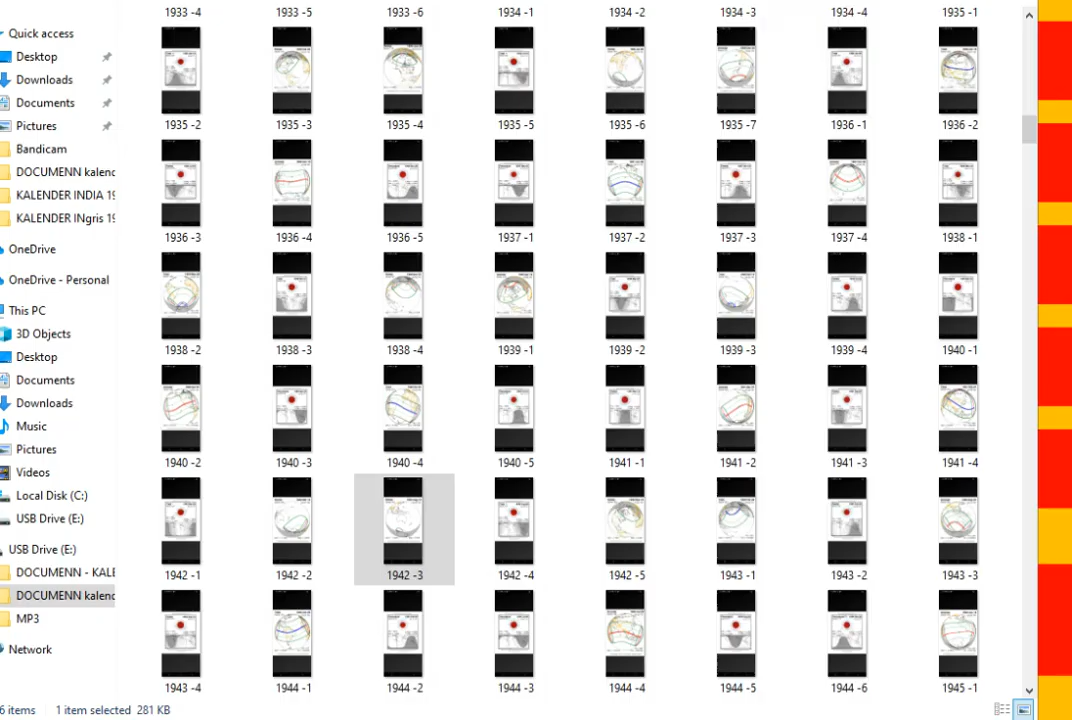 1933 -4 1933 -5 1933 -6 1934 -1 1934 -2 1934 -3 1934 -4 1935 -1
Quick access
Desktop
Downloads
Documents
Pictures
Bandicam
DOCUMENN kalend
KALENDER INDIA 19
KALENDER INgris 19
OneDrive
OneDrive - Personal
This PC
3D Objects
Desktop
Documents
Downloads
Music
Pictures
Videos
Local Disk (C:)
USB Drive (E:)
USB Drive (E:)
DOCUMENN - KALE
DOCUMENN kalend
MP3
Network
1935 -2 1935 -3 1935 -4 1935 -5 1935 -6 1935 -7 1936 -1 1936 -2
1936 -3 1936 -4 1936 -5 1937 -1 1937 -2 1937 -3 1937 -4 1938 -1
1938 -2 1938 -3 1938 -4 1939 -1 1939 -2 1939 -3 1939 -4 1940 -1
1940 -2 1940 -3 1940 -4 1940 -5 1941 -1 1941 -2 1941 -3 1941 -4
1942 -1 1942 -2 1942 -3 1942 -4 1942 -5 1943 -1 1943 -2 1943 -3
1943 -4 1944 -1 1944 -2 1944 -3 1944 -4 1944 -5 1944 -6 1945 -1
6 items 1 item selected 281 KB